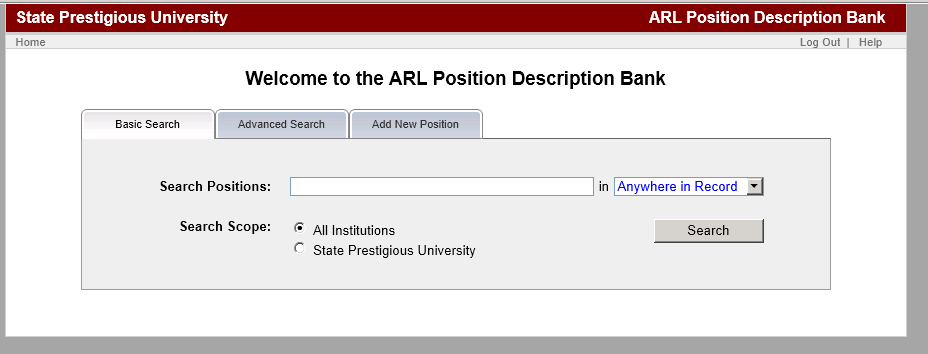 State Prestigious University ARL Position Description Bank
Home Log Out | Help
Welcome to the ARL Position Description Bank
Basic Search Advanced Search Add New Position
Search Positions: in Anywhere in Record
Search Scope: All Institutions Search
State Prestigious University